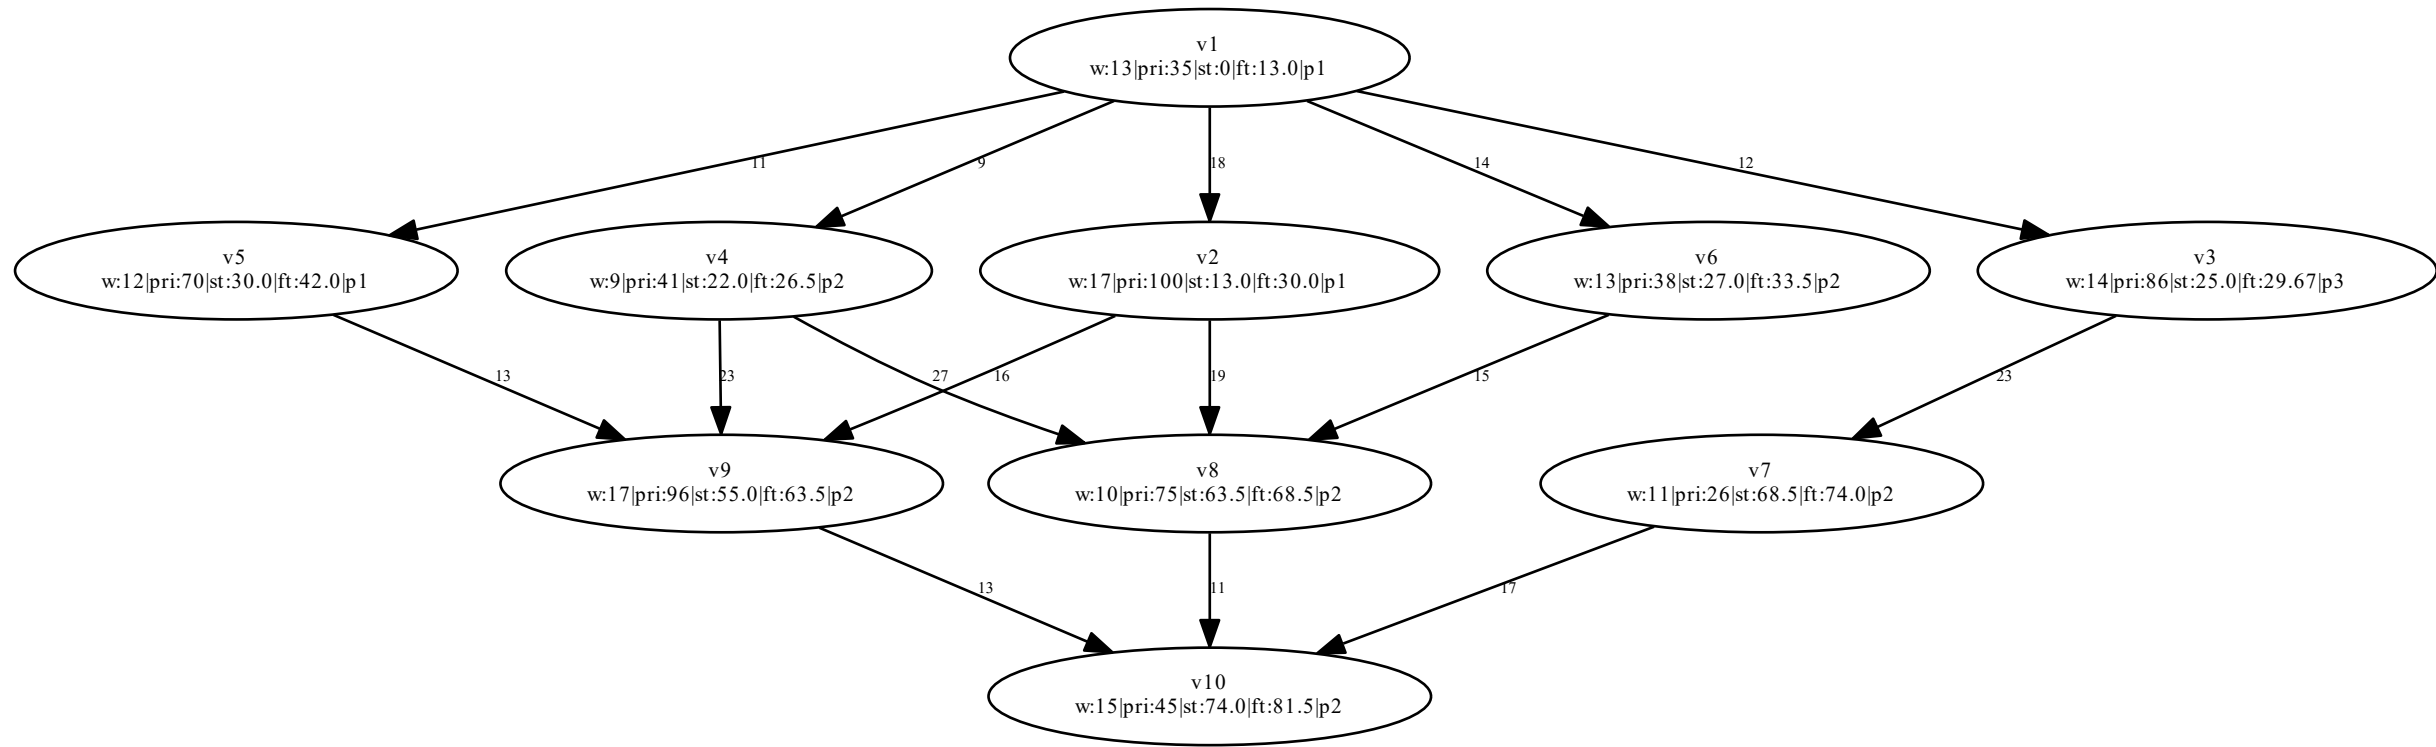 v1
w:13|pri:35|st:0|ft:13.0|p1
11
9
18
14
12
v5
w:12|pri:70|st:30.0|ft:42.0|p1
v4
w:9|pri:41|st:22.0|ft:26.5|p2
v2
w:17|pri:100|st:13.0|ft:30.0|p1
v6
w:13|pri:38|st:27.0|ft:33.5|p2
v3
w:14|pri:86|st:25.0|ft:29.67|p3
13
23
27
16
19
15
23
v9
w:17|pri:96|st:55.0|ft:63.5|p2
v8
w:10|pri:75|st:63.5|ft:68.5|p2
v7
w:11|pri:26|st:68.5|ft:74.0|p2
13
11
17
v10
w:15|pri:45|st:74.0|ft:81.5|p2